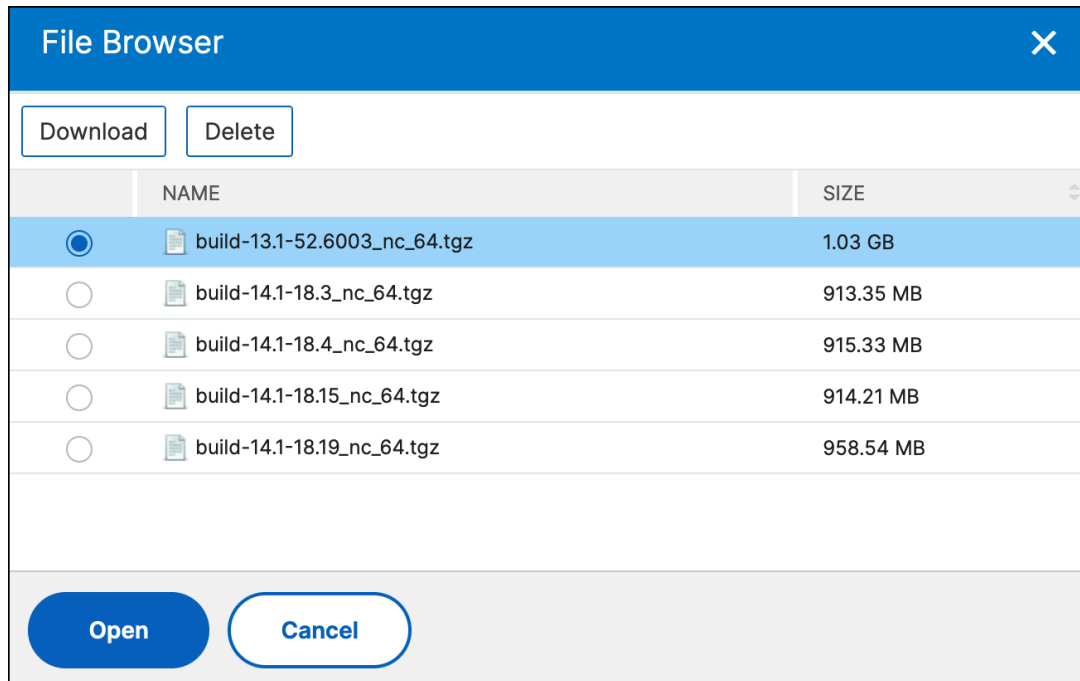 File Browser
Download Delete
NAME SIZE
build-13.1-52.6003_nc_64.tgz 1.03 GB
build-14.1-18.3_nc_64.tgz 913.35 MB
build-14.1-18.4_nc_64.tgz 915.33 MB
build-14.1-18.15_nc_64.tgz 914.21 MB
build-14.1-18.19_nc_64.tgz 958.54 MB
Open Cancel